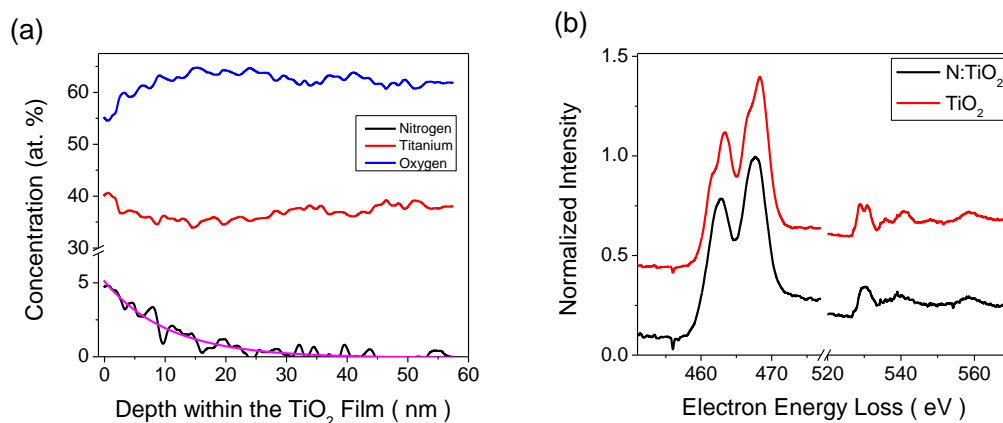 (a)
Concentration (at. %)
60
50
40
30
5
0
Nitrogen
Titanium
Oxygen
0 10 20 30 40 50 60
Depth within the TiO2 Film ( nm )
(b)
Normalized Intensity
1.5
1.0
0.5
0.0
N:TiO2
TiO2
460 470 520 540 560
Electron Energy Loss ( eV )